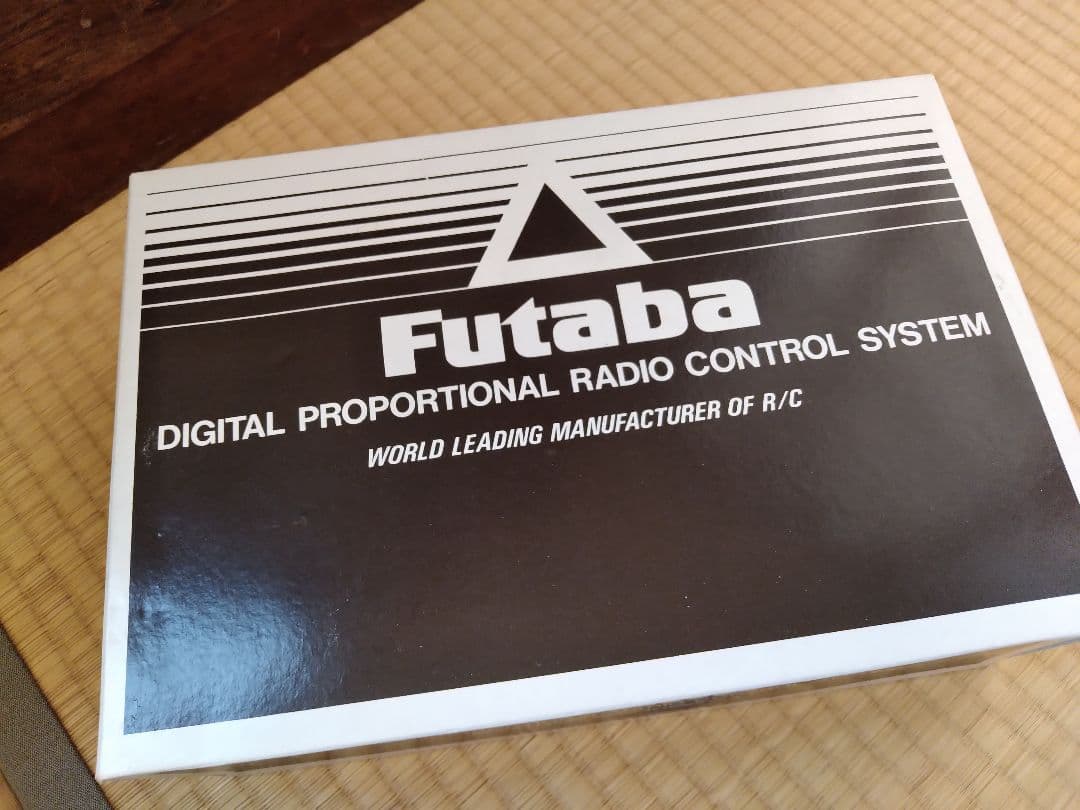 Futaba
DIGITAL PROPORTIONAL RADIO CONTROL SYSTEM
WORLD LEADING MANUFACTURER OF R/C